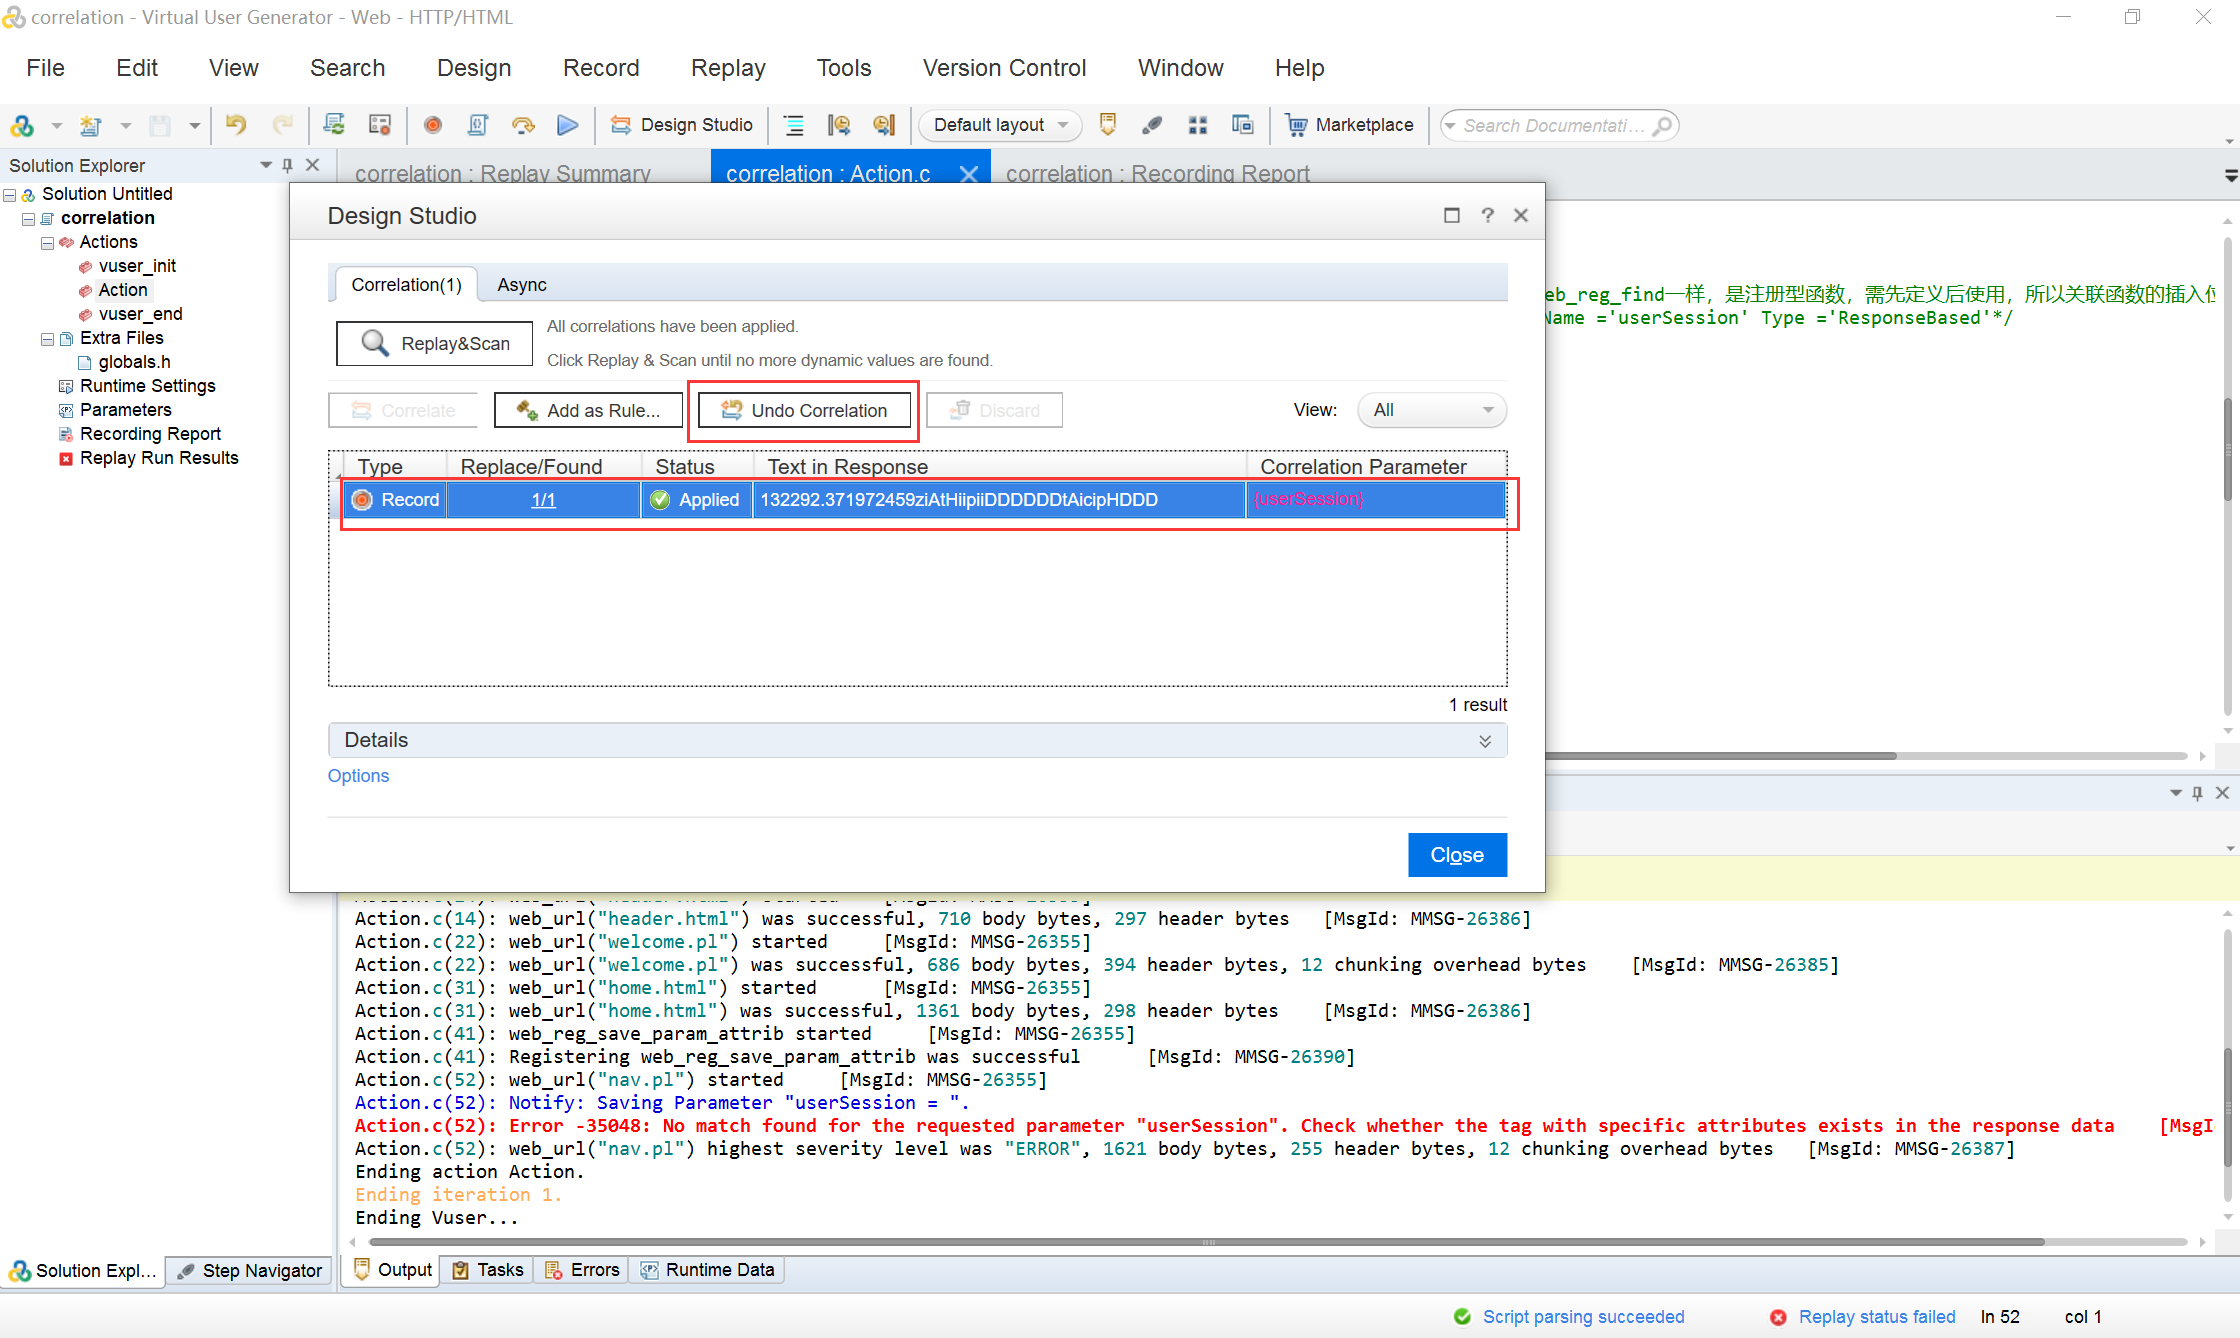 correlation - Virtual User Generator - Web - HTTP/HTML
File Edit View Search Design Record Replay Tools Version Control Window Help
Design Studio Default layout Marketplace Search Documentati...
Solution Explorer
correlation : Replay Summary correlation : Action.c correlation : Recording Report
Solution Untitled
correlation
Actions
vuser_init
Action
vuser_end
Extra Files
globals.h
Runtime Settings
Parameters
Recording Report
Replay Run Results
Design Studio
Correlation(1) Async
Replay&Scan
All correlations have been applied.
Click Replay & Scan until no more dynamic values are found.
Correlate Add as Rule... Undo Correlation Discard View: All
Type Replace/Found Status Text in Response Correlation Parameter
Record 1/1 Applied 132292.371972459ziAtHiipiiDDDDDDtAicipHDDD {userSession}
1 result
Details
Options
Close
eb_reg_find一样，是注册型函数，需先定义后使用，所以关联函数的插入
Name ='userSession' Type ='ResponseBased'*/
Action.c(14): web_url("header.html") was successful, 710 body bytes, 297 header bytes [MsgId: MMSG-26386]
Action.c(22): web_url("welcome.pl") started [MsgId: MMSG-26355]
Action.c(22): web_url("welcome.pl") was successful, 686 body bytes, 394 header bytes, 12 chunking overhead bytes [MsgId: MMSG-26385]
Action.c(31): web_url("home.html") started [MsgId: MMSG-26355]
Action.c(31): web_url("home.html") was successful, 1361 body bytes, 298 header bytes [MsgId: MMSG-26386]
Action.c(41): web_reg_save_param_attrib started [MsgId: MMSG-26355]
Action.c(41): Registering web_reg_save_param_attrib was successful [MsgId: MMSG-26390]
Action.c(52): web_url("nav.pl") started [MsgId: MMSG-26355]
Action.c(52): Notify: Saving Parameter "userSession = ".
Action.c(52): Error -35048: No match found for the requested parameter "userSession". Check whether the tag with specific attributes exists in the response data [MsgI
Action.c(52): web_url("nav.pl") highest severity level was "ERROR", 1621 body bytes, 255 header bytes, 12 chunking overhead bytes [MsgId: MMSG-26387]
Ending action Action.
Ending iteration 1.
Ending Vuser...
Solution Expl... Step Navigator Output Tasks Errors Runtime Data
Script parsing succeeded Replay status failed ln 52 col 1